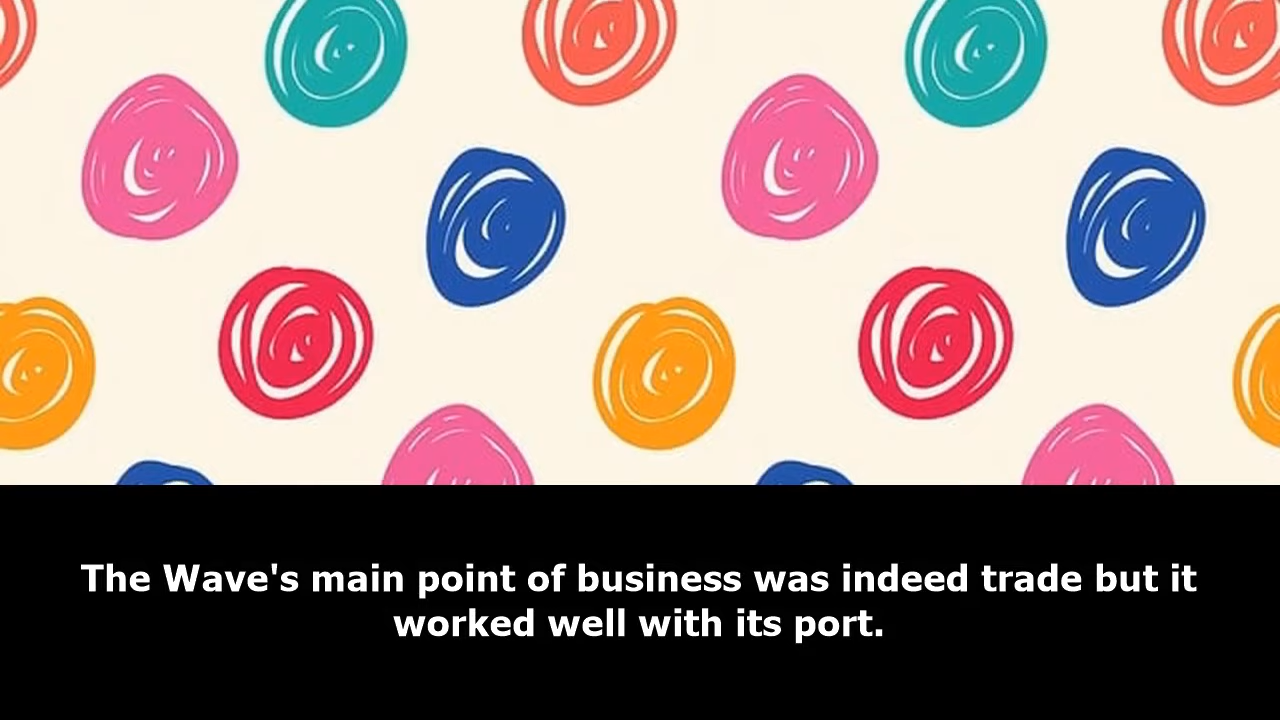 The Wave's main point of business was indeed trade but it
worked well with its port.